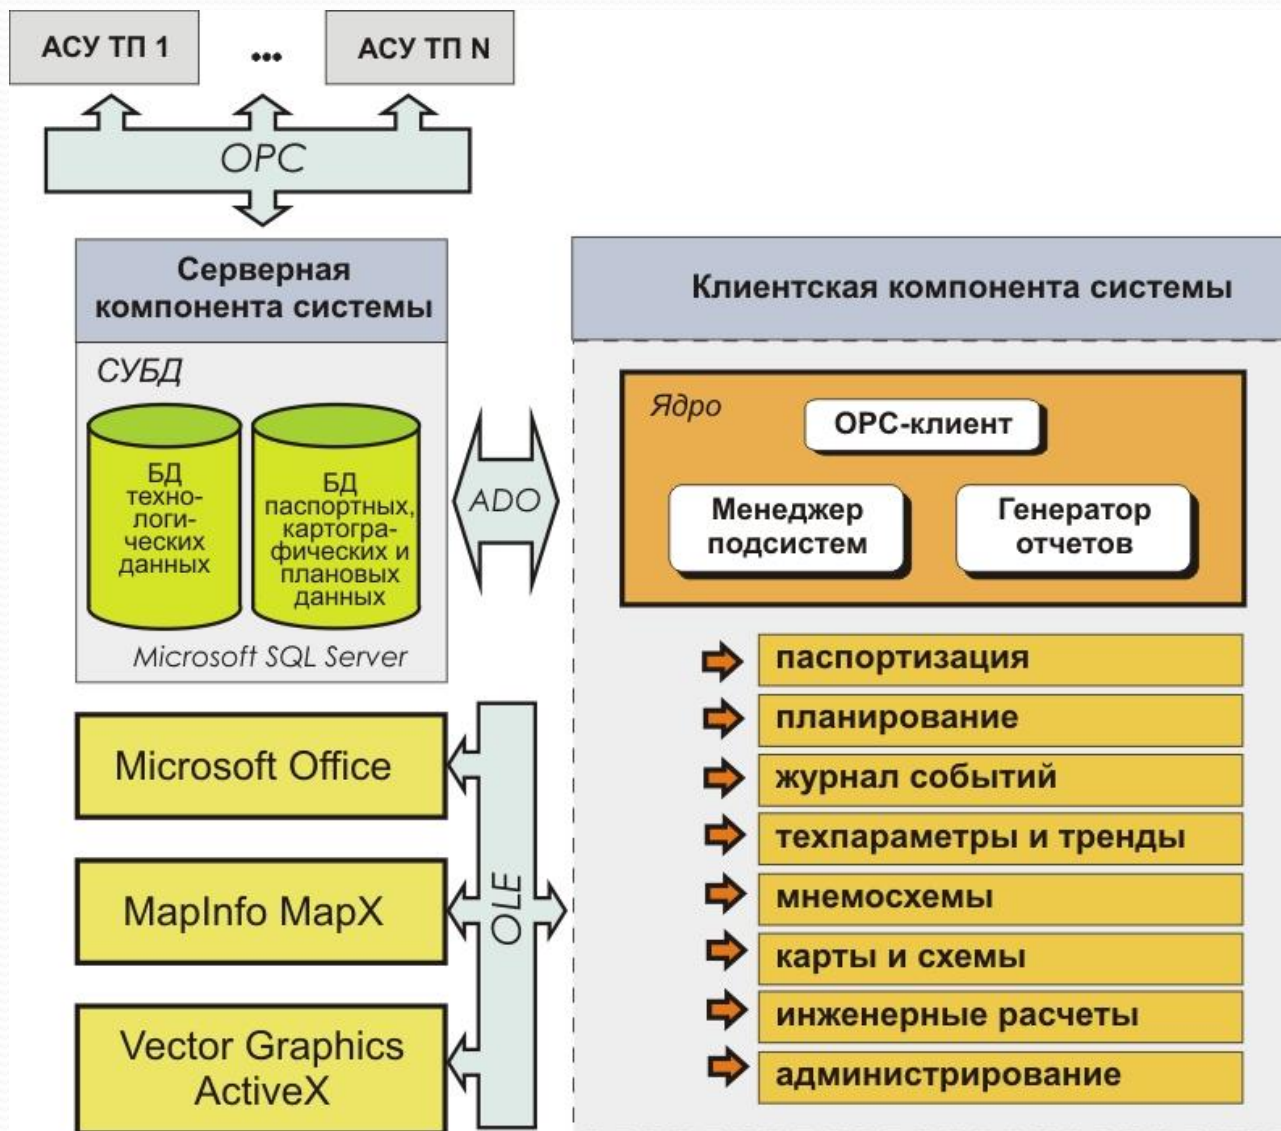 АСУ ТП 1
...
АСУ ТП N
OPC
Серверная
компонента системы
СУБД
БД
техно-
логи-
ческих
данных
БД
паспортных,
картогра-
фических и
плановых
данных
Microsoft SQL Server
ADO
Клиентская компонента системы
Ядро
OPC-клиент
Менеджер
подсистем
Генератор
отчетов
паспортизация
планирование
журнал событий
техпараметры и тренды
мнемосхемы
карты и схемы
инженерные расчеты
администрирование
Microsoft Office
MapInfo MapX
Vector Graphics
ActiveX
OLE